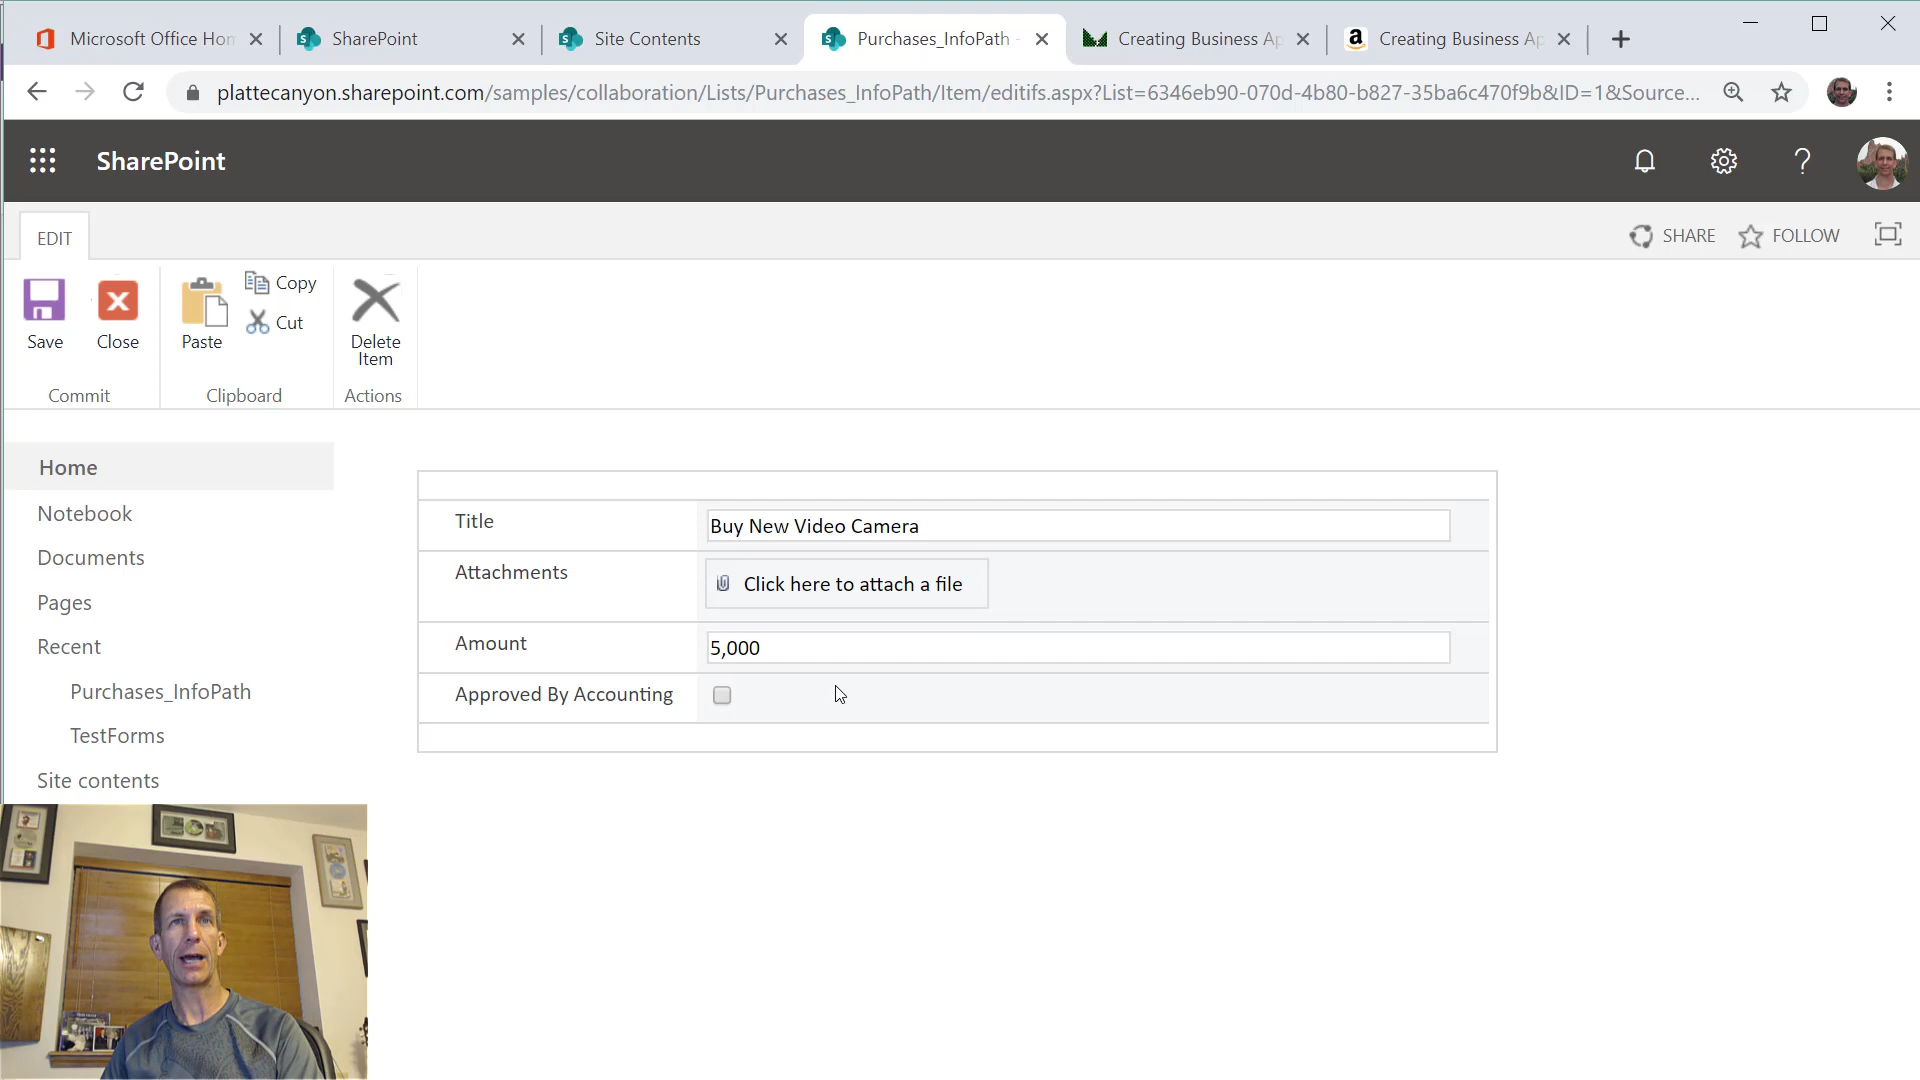 Microsoft Office Hom
SharePoint
Site Contents
Purchases_InfoPath -
Creating Business Ap
a Creating Business Ap
plattecanyon.sharepoint.com/samples/collaboration/Lists/Purchases_InfoPath/Item/editifs.aspx?List=6346eb90-070d-4b80-b827-35ba6c470f9b&ID=1&Source...
SharePoint
EDIT
SHARE
FOLLOW
Save
Close
Paste
Copy
Cut
Delete
Item
Commit
Clipboard
Actions
Home
Notebook
Documents
Pages
Recent
Purchases_InfoPath
TestForms
Site contents
Title
Buy New Video Camera
Attachments
Click here to attach a file
Amount
5,000
Approved By Accounting